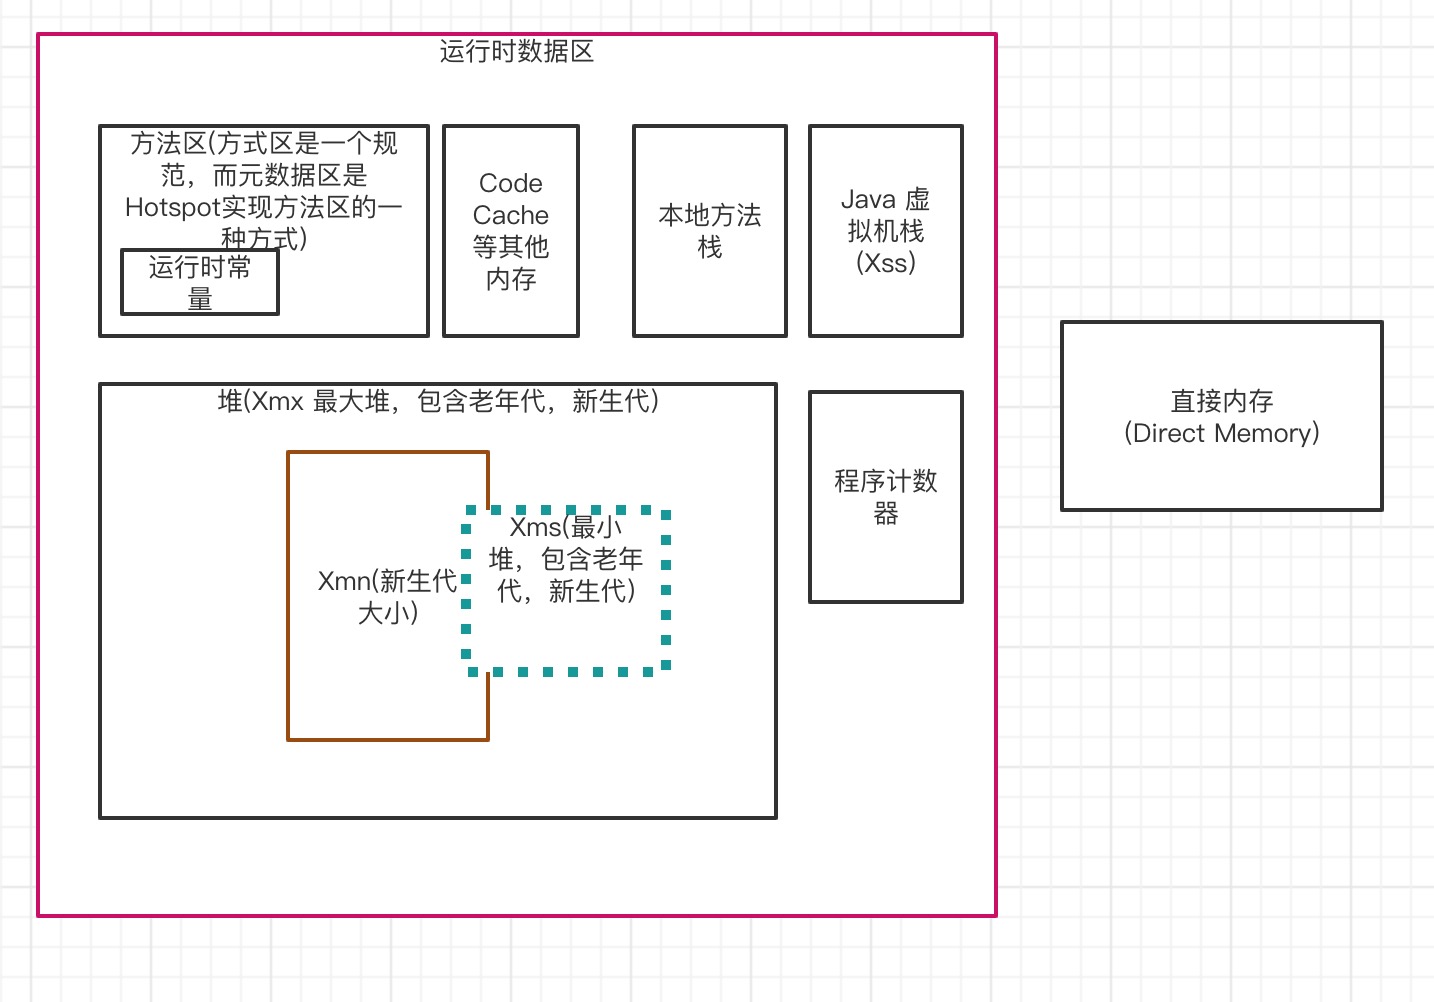 运行时数据区
方法区(方式区是一个规
范，而元数据区是
Hotspot实现方法区的一
种方式)
运行时常
量
Code
Cache
等其他
内存
本地方法
栈
Java 虚
拟机栈
(Xss)
堆(Xmx 最大堆，包含老年代，新生代)
Xmn(新生代
大小)
Xms(最小
堆，包含老年
代，新生代)
程序计数
器
直接内存
(Direct Memory)